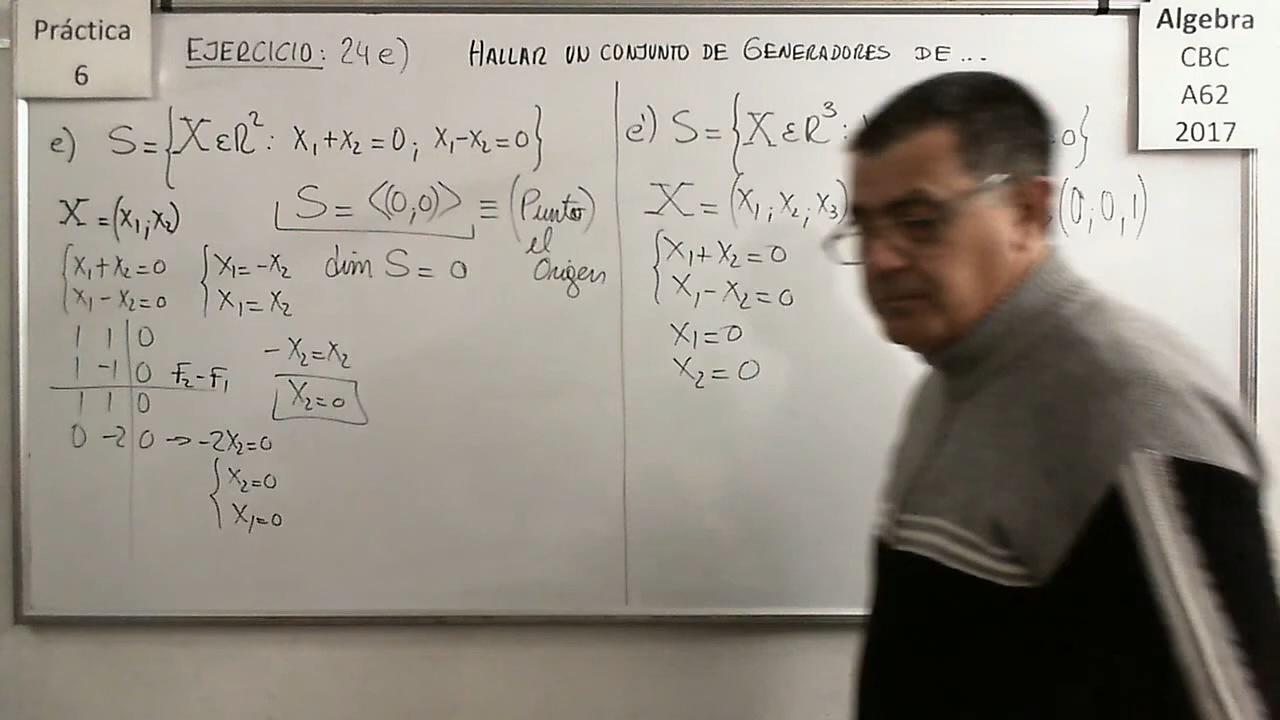 Práctica
6
EJERCICIO: 24 e) HALLAR UN CONJUNTO DE GENERADORES DE ...
Algebra
CBC
A62
2017
e) S = {X ε R²: X₁+X₂=0; X₁-X₂=0}
X = (X₁; X₂)
S = <(0,0)> ≡ (Punto)
el
Origen
{X₁+X₂=0
X₁-X₂=0
{X₁=-X₂
X₁=X₂
dim S = 0
1 1 | 0
1 -1 | 0 F₂-F₁
1 1 | 0
0 -2 | 0 → -2X₂=0
{X₂=0
X₁=0
-X₂=X₂
X₂=0
e') S = {X ε R³: 0}
X = (X₁; X₂; X₃) (0; 0, 1)
{X₁+X₂=0
X₁-X₂=0
X₁=0
X₂=0